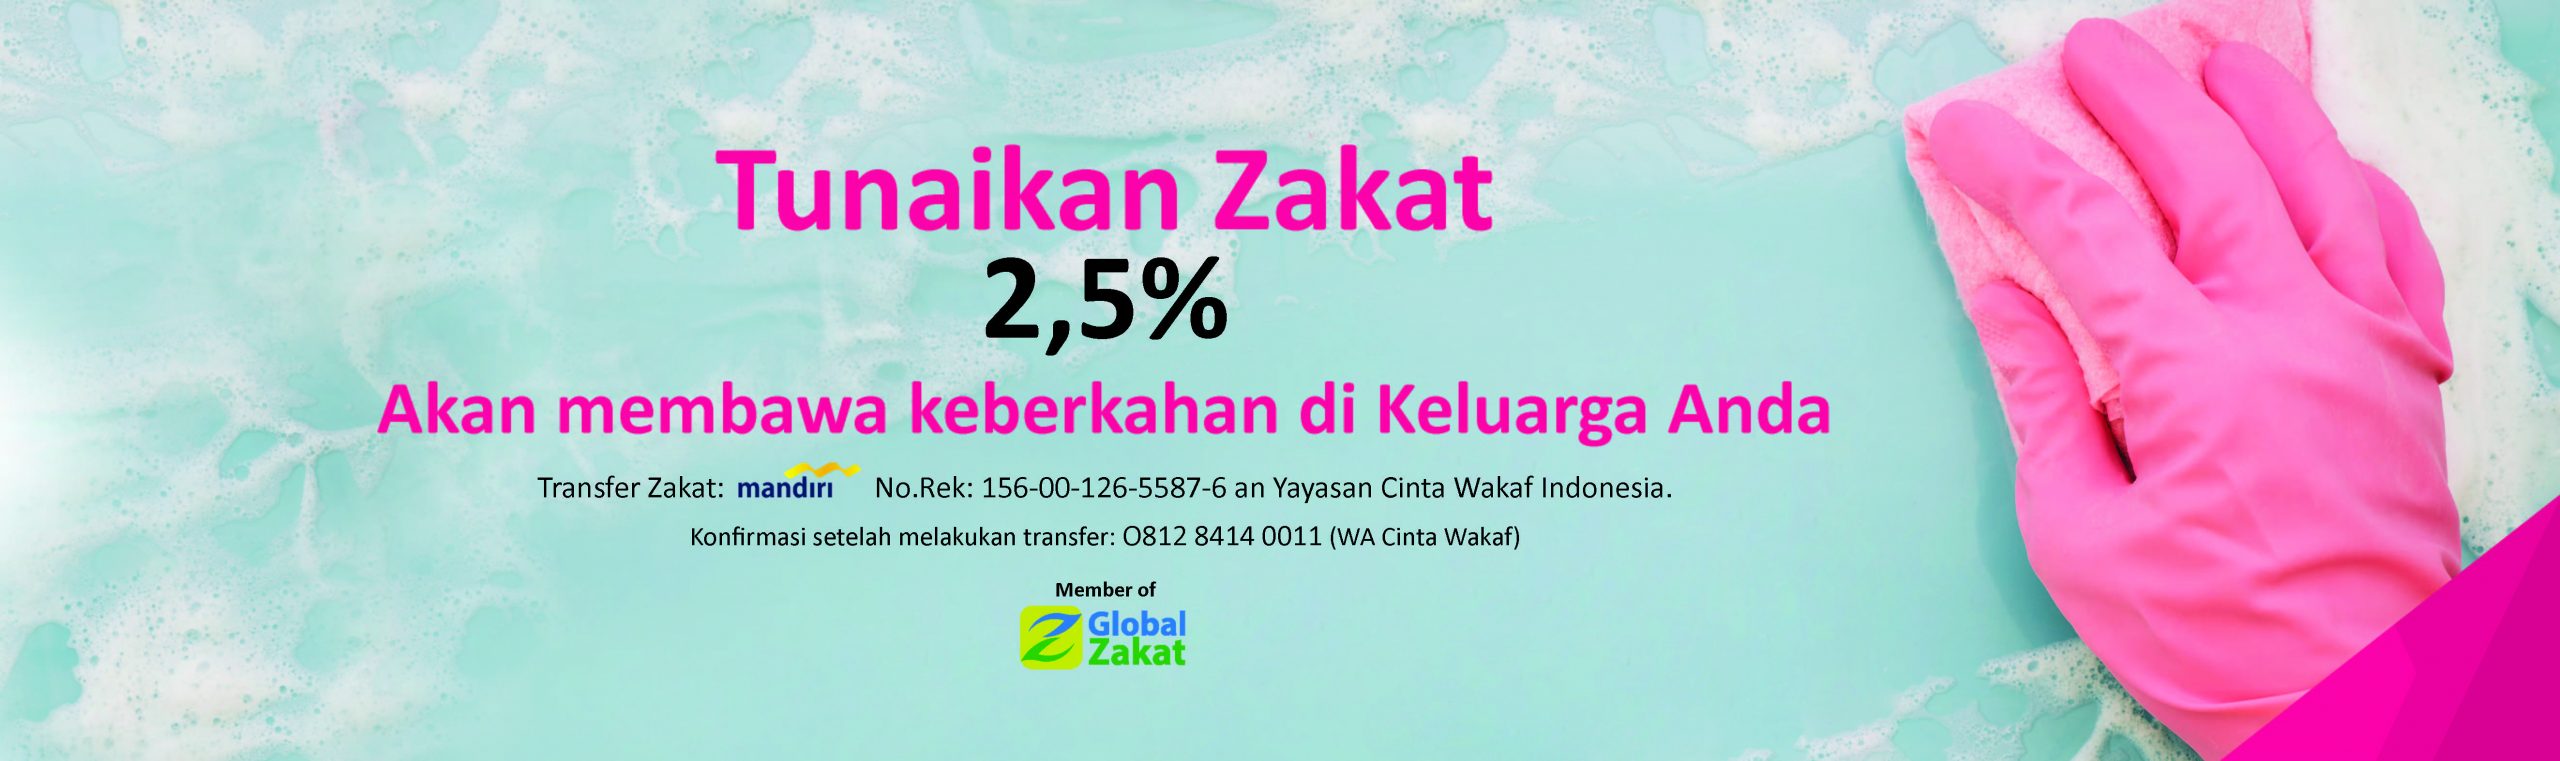 Tunaikan Zakat
2,5%
Akan membawa keberkahan di Keluarga Anda
Transfer Zakat: mandiri No.Rek: 156-00-126-5587-6 an Yayasan Cinta Wakaf Indonesia.
Konfirmasi setelah melakukan transfer: O812 8414 0011 (WA Cinta Wakaf)
Member of
Global
Zakat